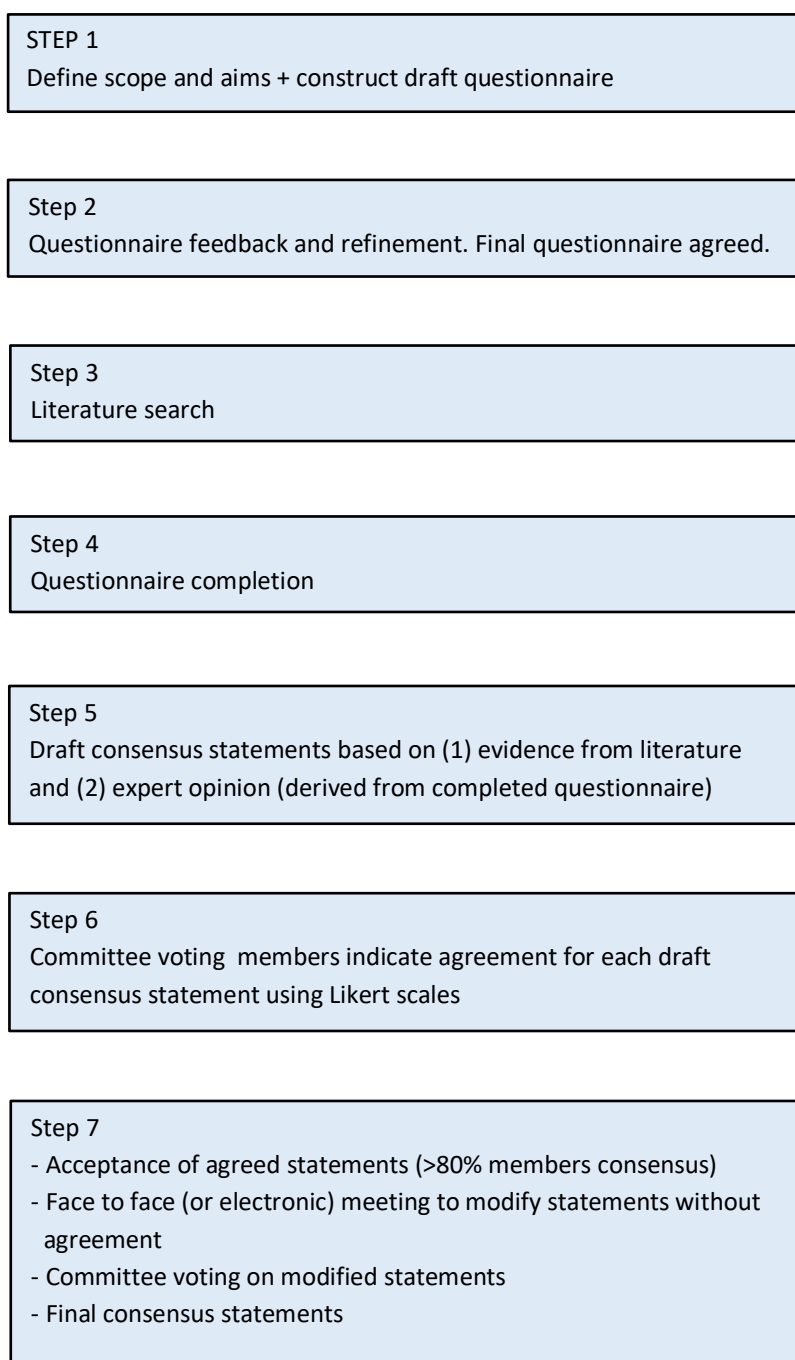 STEP 1
Define scope and aims + construct draft questionnaire
Step 2
Questionnaire feedback and refinement. Final questionnaire agreed.
Step 3
Literature search
Step 4
Questionnaire completion
Step 5
Draft consensus statements based on (1) evidence from literature
and (2) expert opinion (derived from completed questionnaire)
Step 6
Committee voting  members indicate agreement for each draft
consensus statement using Likert scales
Step 7
- Acceptance of agreed statements (>80% members consensus)
- Face to face (or electronic) meeting to modify statements without
agreement
- Committee voting on modified statements
- Final consensus statements